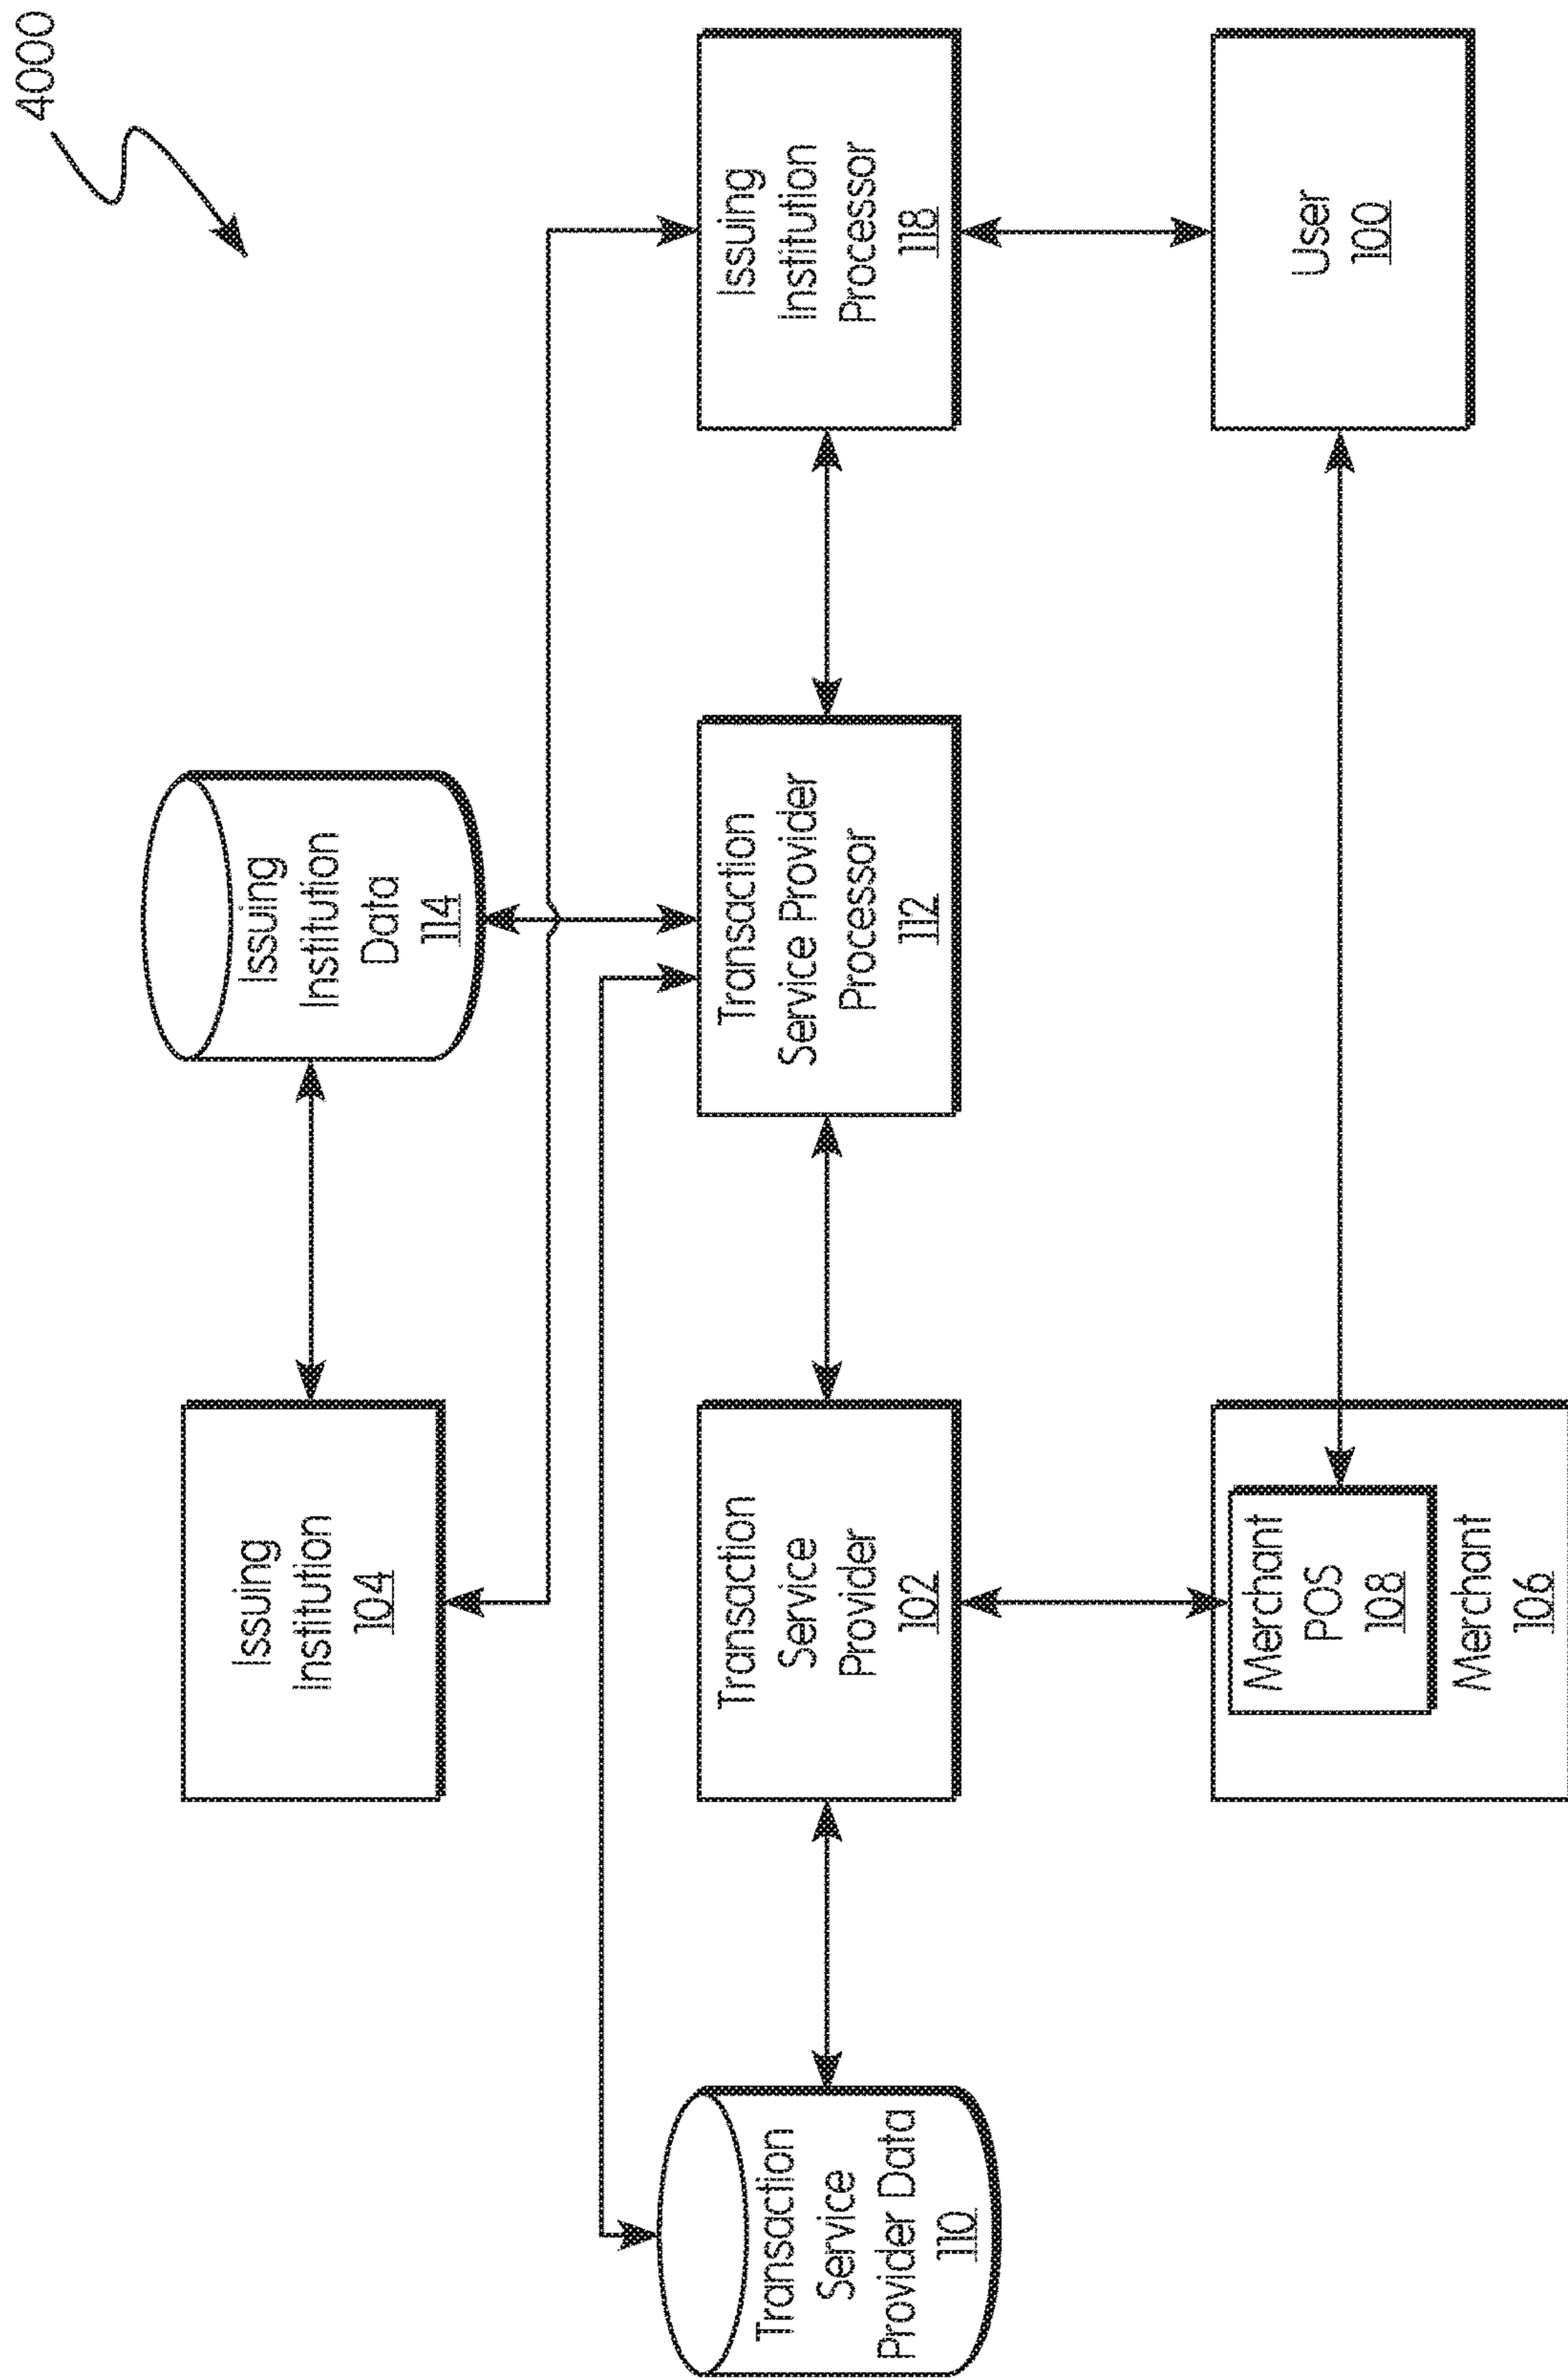 4000
Issuing
Institution
104
Issuing
Institution
Data
114
Transaction
Service
Provider Data
110
Transaction
Service
Provider
102
Transaction
Service Provider
Processor
112
Issuing
Institution
Processor
118
Merchant
POS
108
Merchant
106
User
100